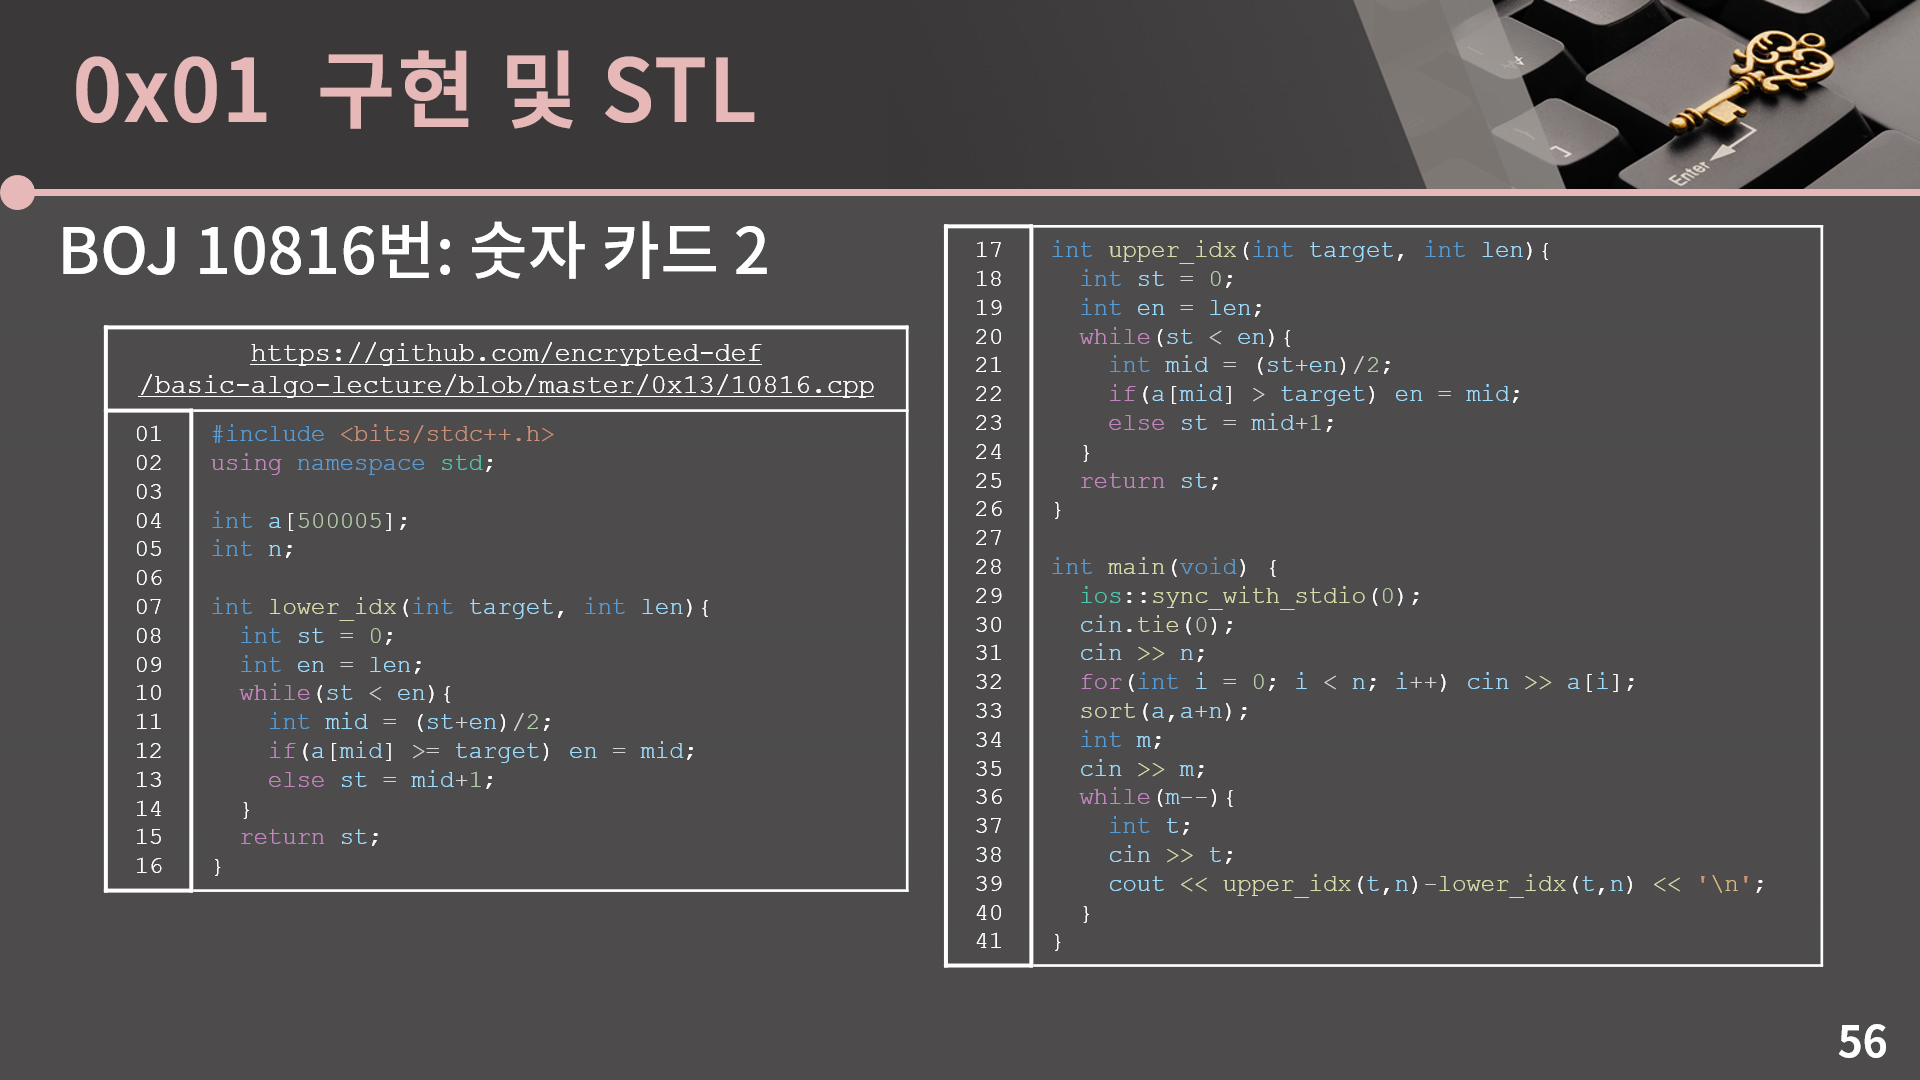 0x01 구현 및 STL
Enter
BOJ 10816번: 숫자 카드 2
https://github.com/encrypted-def
/basic-algo-lecture/blob/master/0x13/10816.cpp
01 #include <bits/stdc++.h>
02 using namespace std;
03
04 int a[500005];
05 int n;
06
07 int lower_idx(int target, int len){
08   int st = 0;
09   int en = len;
10   while(st < en){
11     int mid = (st+en)/2;
12     if(a[mid] >= target) en = mid;
13     else st = mid+1;
14   }
15   return st;
16 }
17 int upper_idx(int target, int len){
18   int st = 0;
19   int en = len;
20   while(st < en){
21     int mid = (st+en)/2;
22     if(a[mid] > target) en = mid;
23     else st = mid+1;
24   }
25   return st;
26 }
27
28 int main(void) {
29   ios::sync_with_stdio(0);
30   cin.tie(0);
31   cin >> n;
32   for(int i = 0; i < n; i++) cin >> a[i];
33   sort(a,a+n);
34   int m;
35   cin >> m;
36   while(m--){
37     int t;
38     cin >> t;
39     cout << upper_idx(t,n)-lower_idx(t,n) << '\n';
40   }
41 }
56